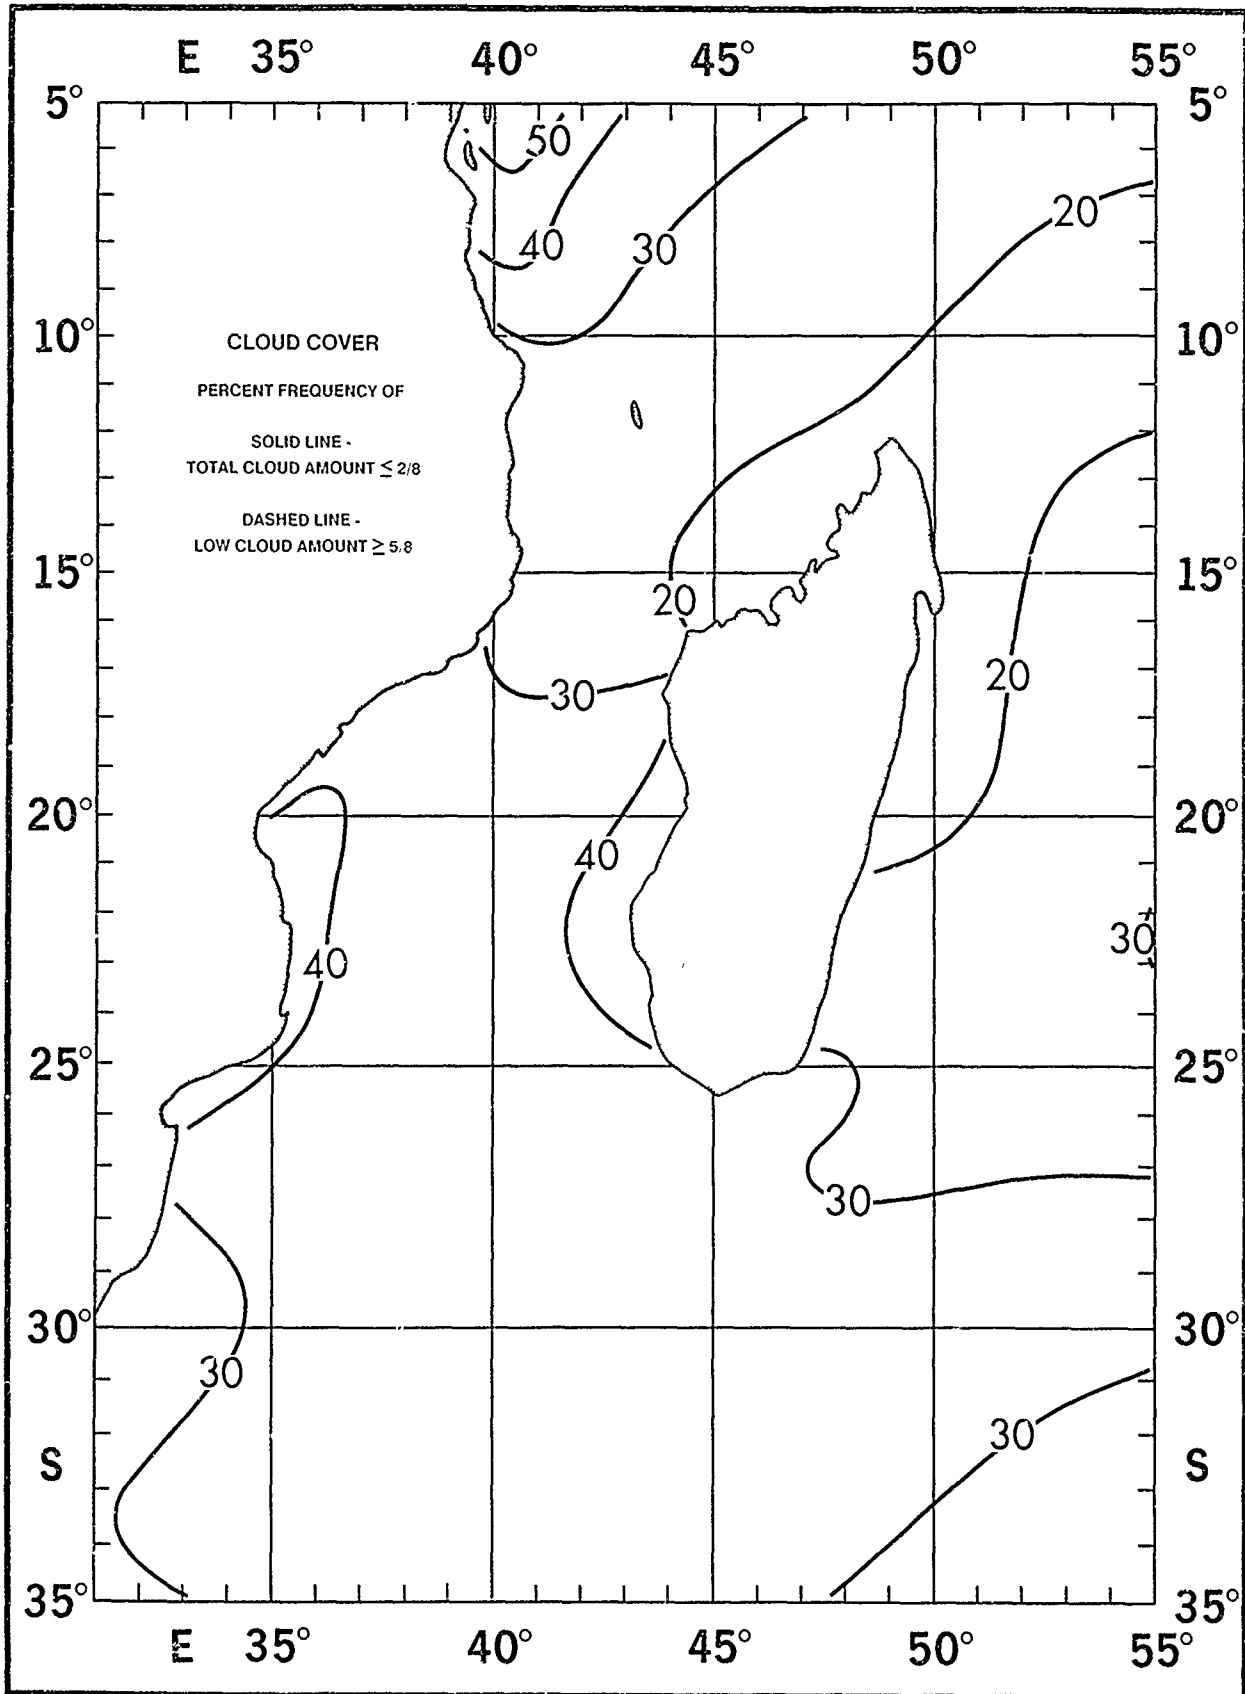 E 35° 40° 45° 50° 55°
5° 5°
50
20
40 30
10° 10°
CLOUD COVER
PERCENT FREQUENCY OF
SOLID LINE -
TOTAL CLOUD AMOUNT ≤ 2/8
DASHED LINE -
LOW CLOUD AMOUNT ≥ 5/8
15° 15°
20
20
30
20° 20°
40
30
40
25° 25°
30
30° 30°
30
30
S S
35° 35°
E 35° 40° 45° 50° 55°